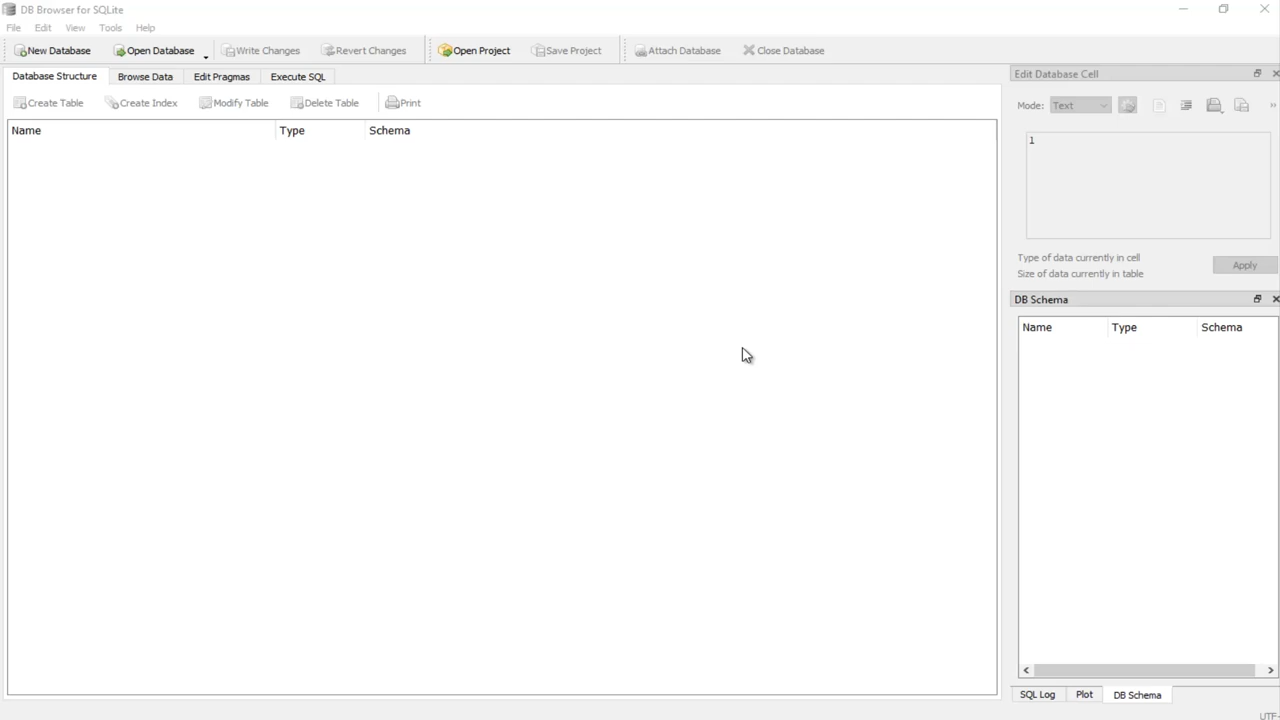 DB Browser for SQLite
File Edit View Tools Help
New Database Open Database Write Changes Revert Changes Open Project Save Project Attach Database Close Database
Database Structure Browse Data Edit Pragmas Execute SQL
Create Table Create Index Modify Table Delete Table Print
Name Type Schema
Edit Database Cell
Mode: Text
1
Type of data currently in cell
Size of data currently in table
Apply
DB Schema
Name Type Schema
SQL Log Plot DB Schema
UTF-